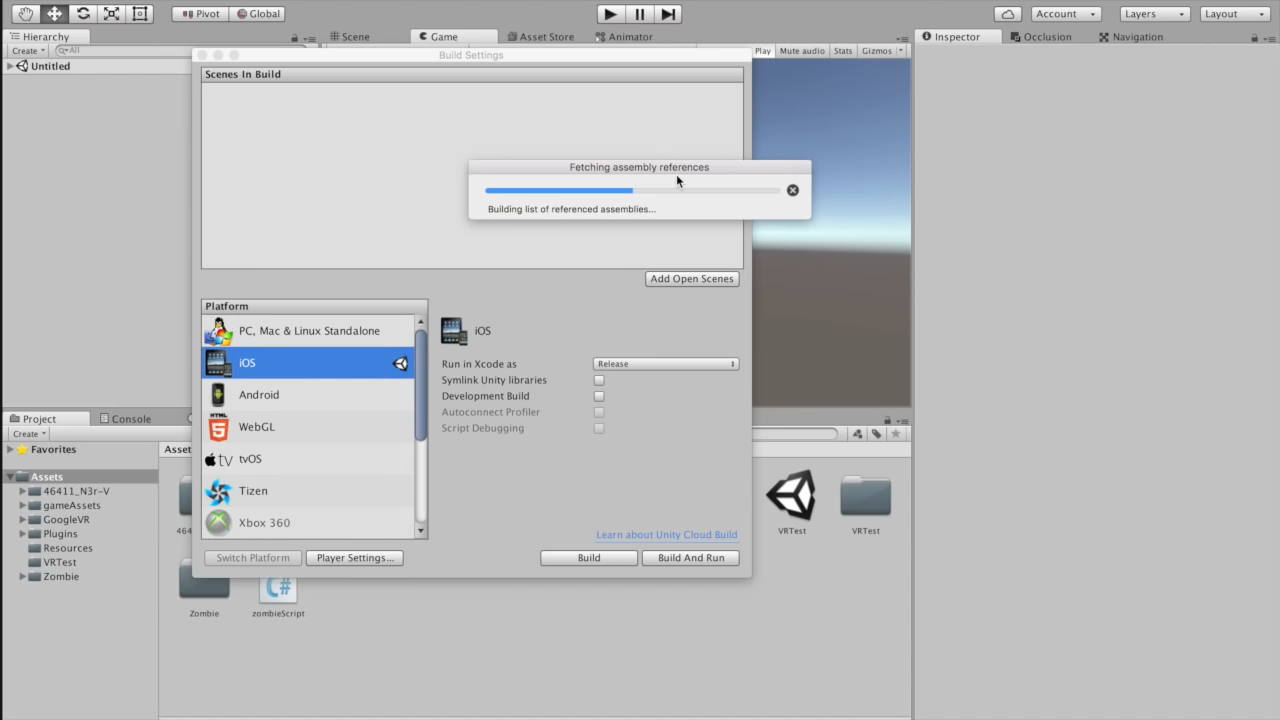 Pivot
Global
Account
Layers
Layout
Hierarchy
Scene
Game
Asset Store
Animator
Inspector
Occlusion
Navigation
Create
All
Play
Mute audio
Stats
Gizmos
Untitled
Build Settings
Scenes In Build
Fetching assembly references
Building list of referenced assemblies...
Add Open Scenes
Platform
PC, Mac & Linux Standalone
iOS
Android
HTML
5
WebGL
tv
tvOS
Tizen
Xbox 360
iOS
Run in Xcode as
Release
Symlink Unity libraries
Development Build
Autoconnect Profiler
Script Debugging
Learn about Unity Cloud Build
Switch Platform
Player Settings...
Build
Build And Run
Project
Console
Create
Favorites
Assets
46411_N3r-V
gameAssets
GoogleVR
Plugins
Resources
VRTest
Zombie
Asset
464
VRTest
VRTest
C#
Zombie
zombieScript